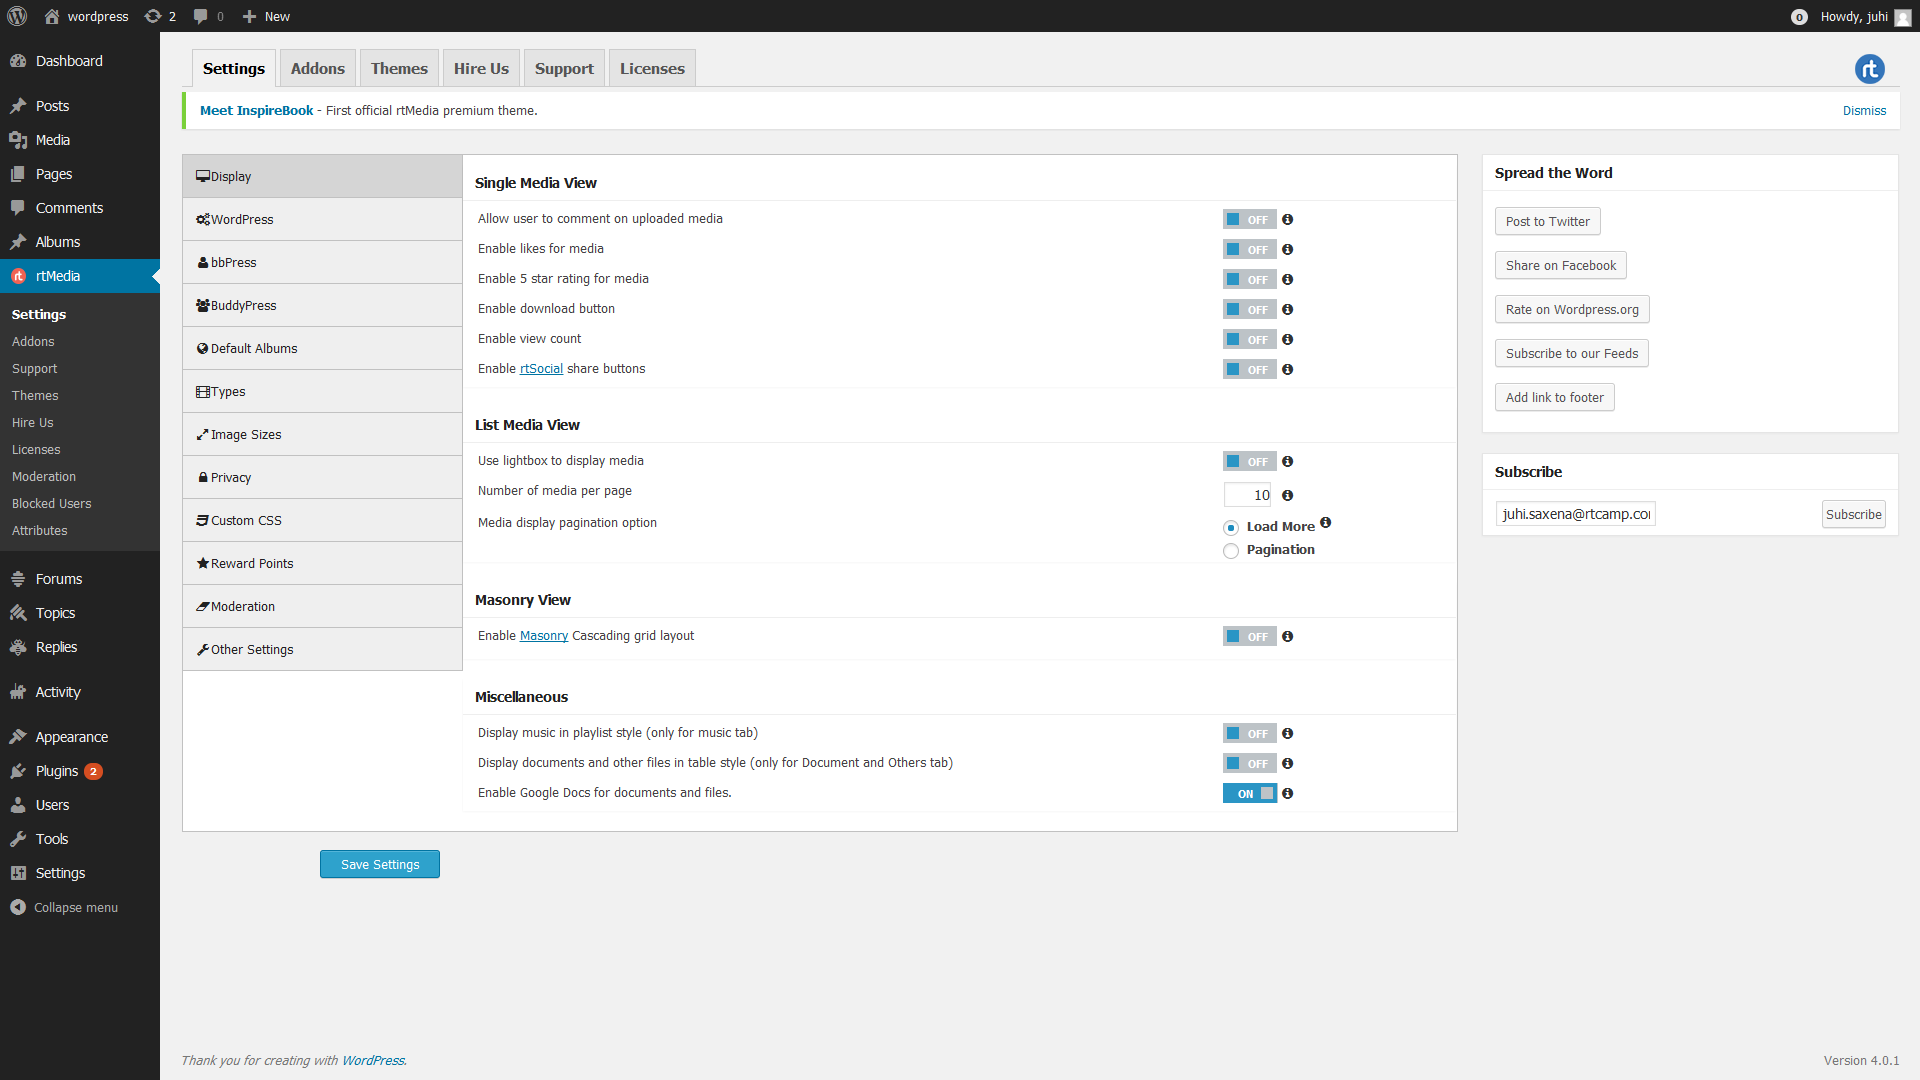 wordpress 2 0 New 0 Howdy, juhi
Dashboard
Posts
Media
Pages
Comments
Albums
rtMedia
Settings
Addons
Support
Themes
Hire Us
Licenses
Moderation
Blocked Users
Attributes
Forums
Topics
Replies
Activity
Appearance
Plugins 2
Users
Tools
Settings
Collapse menu
Settings Addons Themes Hire Us Support Licenses
rt
Meet InspireBook - First official rtMedia premium theme. Dismiss
Display
WordPress
bbPress
BuddyPress
Default Albums
Types
Image Sizes
Privacy
Custom CSS
Reward Points
Moderation
Other Settings
Single Media View
Allow user to comment on uploaded media OFF
Enable likes for media OFF
Enable 5 star rating for media OFF
Enable download button OFF
Enable view count OFF
Enable rtSocial share buttons OFF
List Media View
Use lightbox to display media OFF
Number of media per page 10
Media display pagination option Load More
Pagination
Masonry View
Enable Masonry Cascading grid layout OFF
Miscellaneous
Display music in playlist style (only for music tab) OFF
Display documents and other files in table style (only for Document and Others tab) OFF
Enable Google Docs for documents and files. ON
Save Settings
Spread the Word
Post to Twitter
Share on Facebook
Rate on Wordpress.org
Subscribe to our Feeds
Add link to footer
Subscribe
juhi.saxena@rtcamp.co Subscribe
Thank you for creating with WordPress. Version 4.0.1